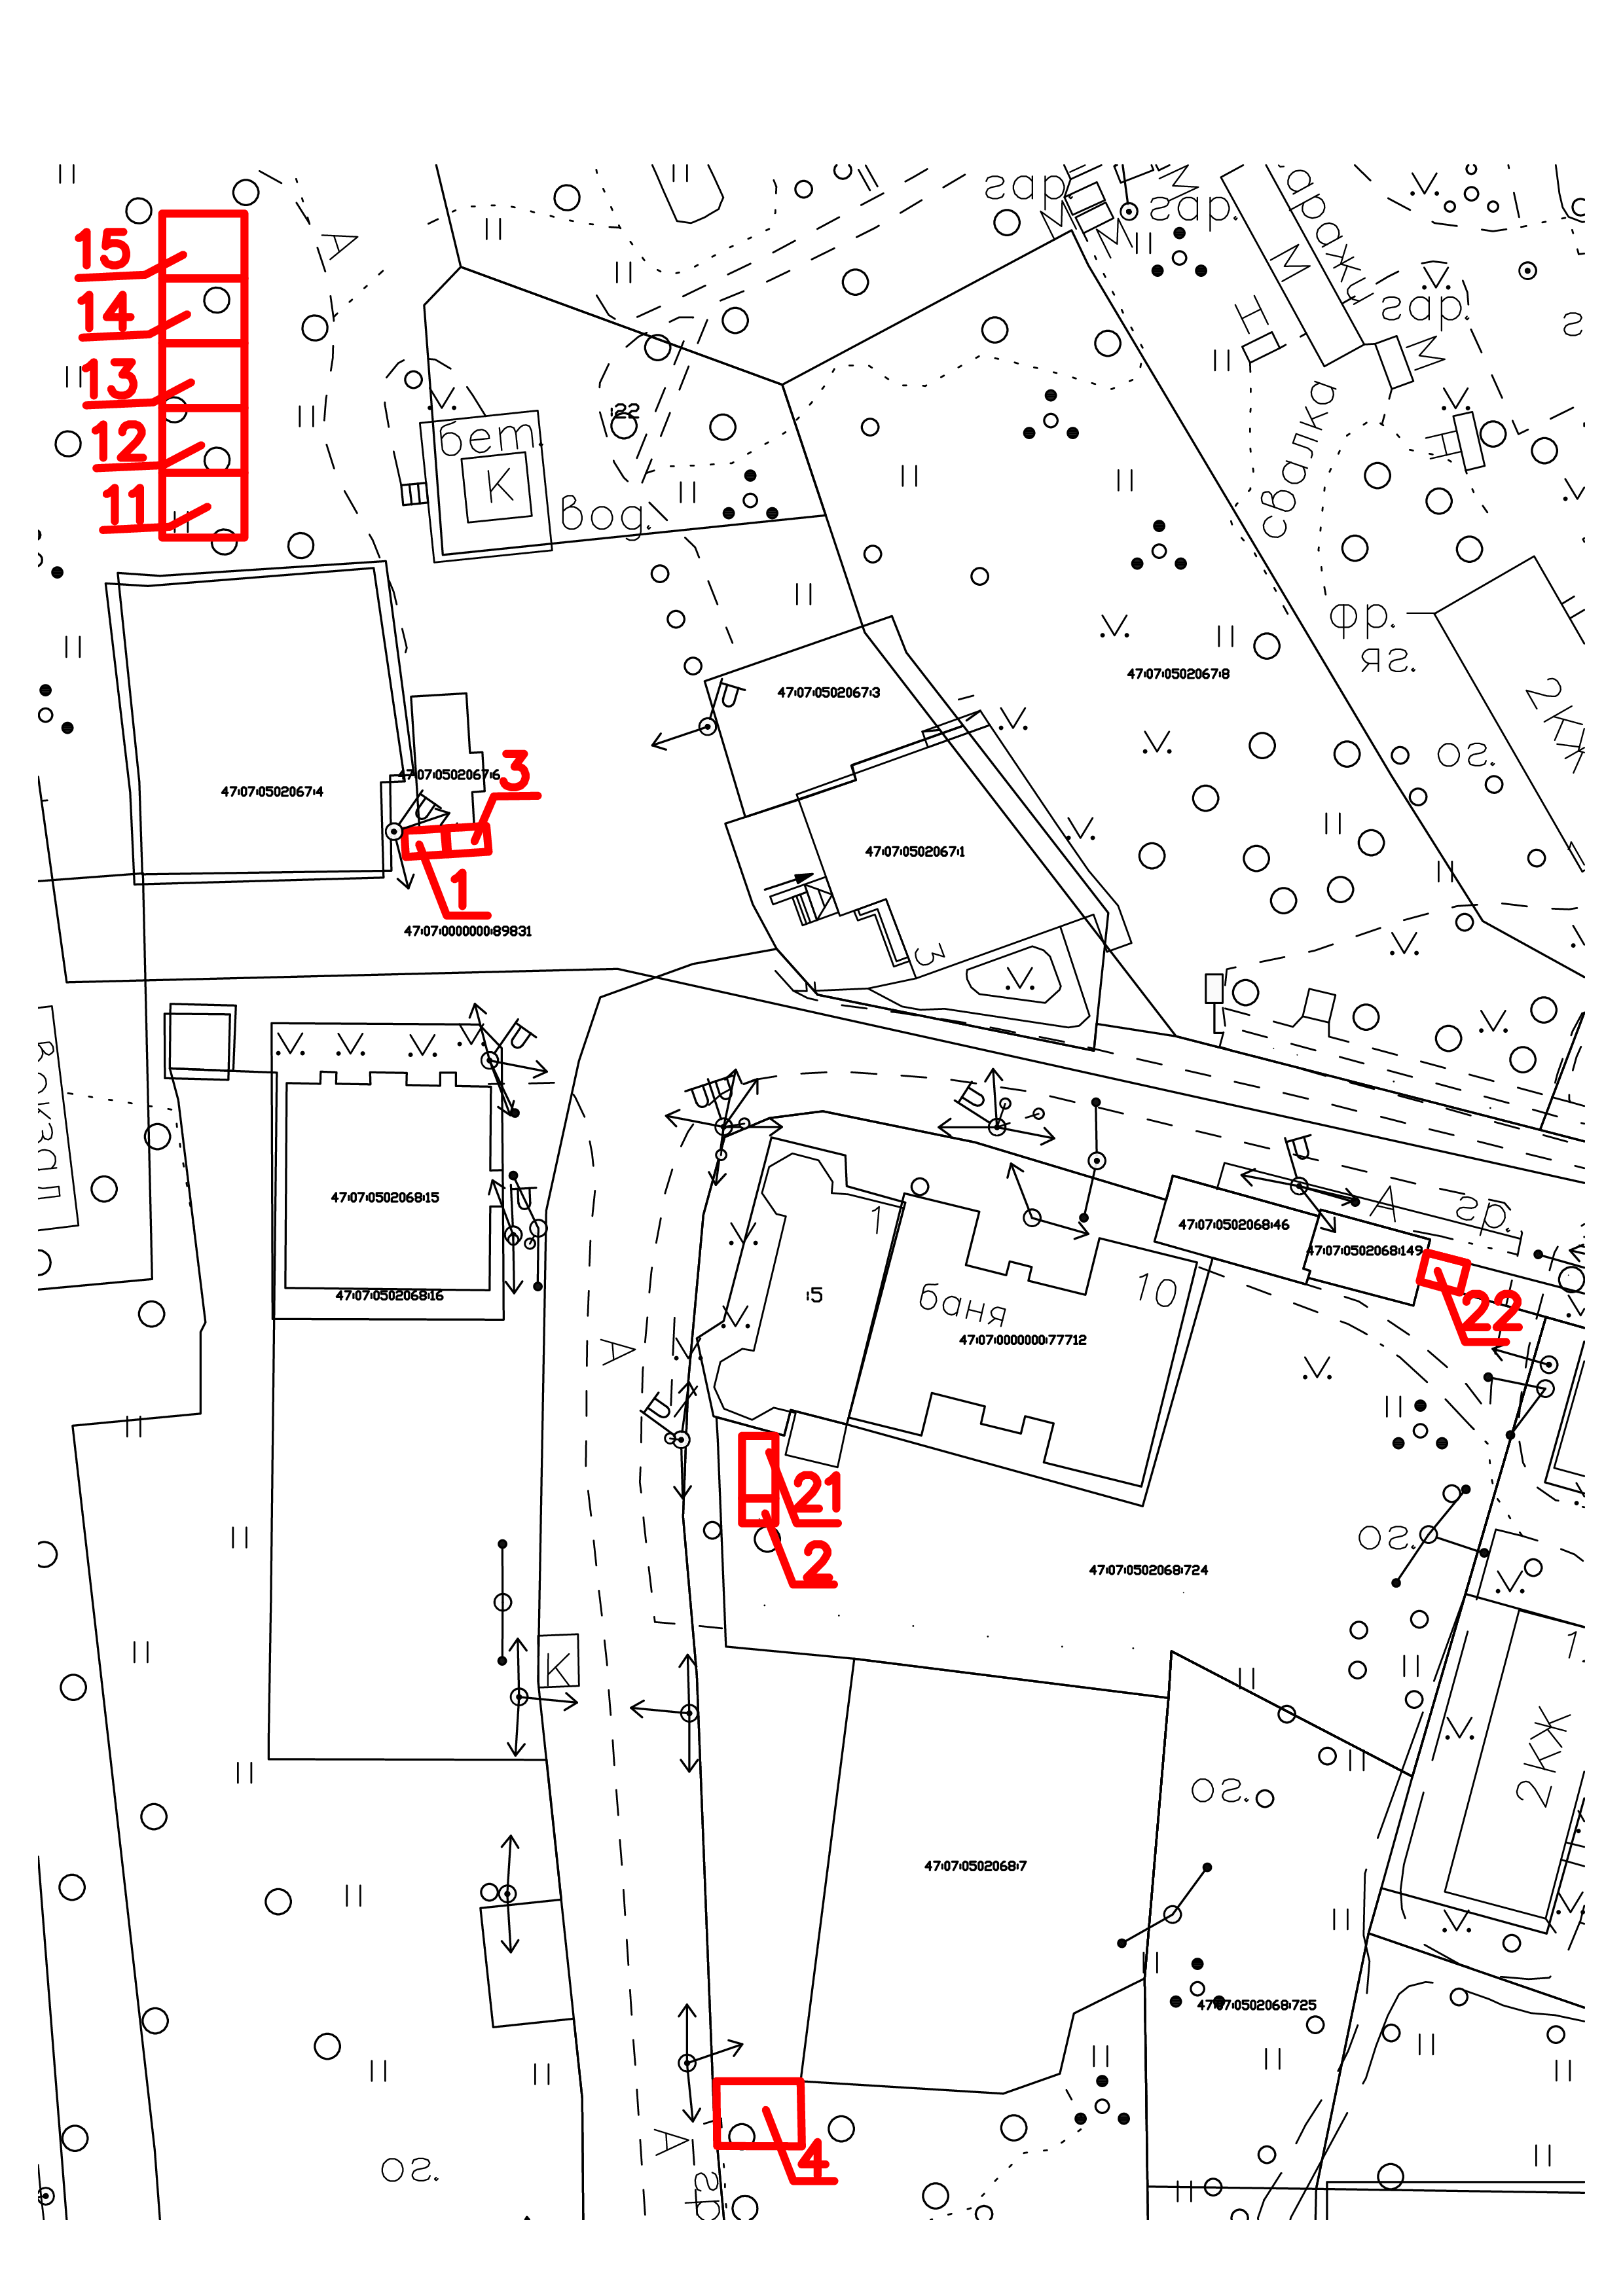 гар.
гар.
М
М
М
гаражи
М
15
А
14
Н
гар.
13
М
:22
бет.
12
свалка
Н
К
11
вод.
фр.
яг.
47:07:0502067:8
47:07:0502067:3
2КЖ
ог.
47:07:0502067:6
3
47:07:0502067:4
47:07:0502067:1
1
47:07:0000000:89831
3
вокзал
47:07:0502068:15
А
гр.
1
47:07:0502068:46
47:07:0502068:149
:5
баня
10
47:07:0502068:16
22
47:07:0000000:77712
А
21
ог.
2
47:07:0502068:724
1
К
2КЖ
ог.
47:07:0502068:7
47:07:0502068:725
А
4
ог.
гр